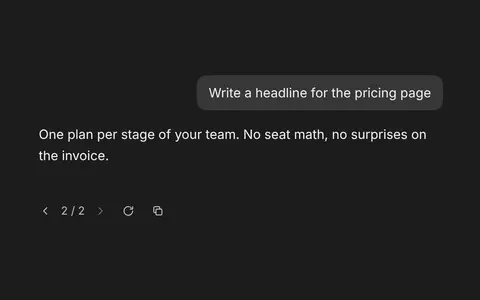 Write a headline for the pricing page
One plan per stage of your team. No seat math, no surprises on
the invoice.
2 / 2